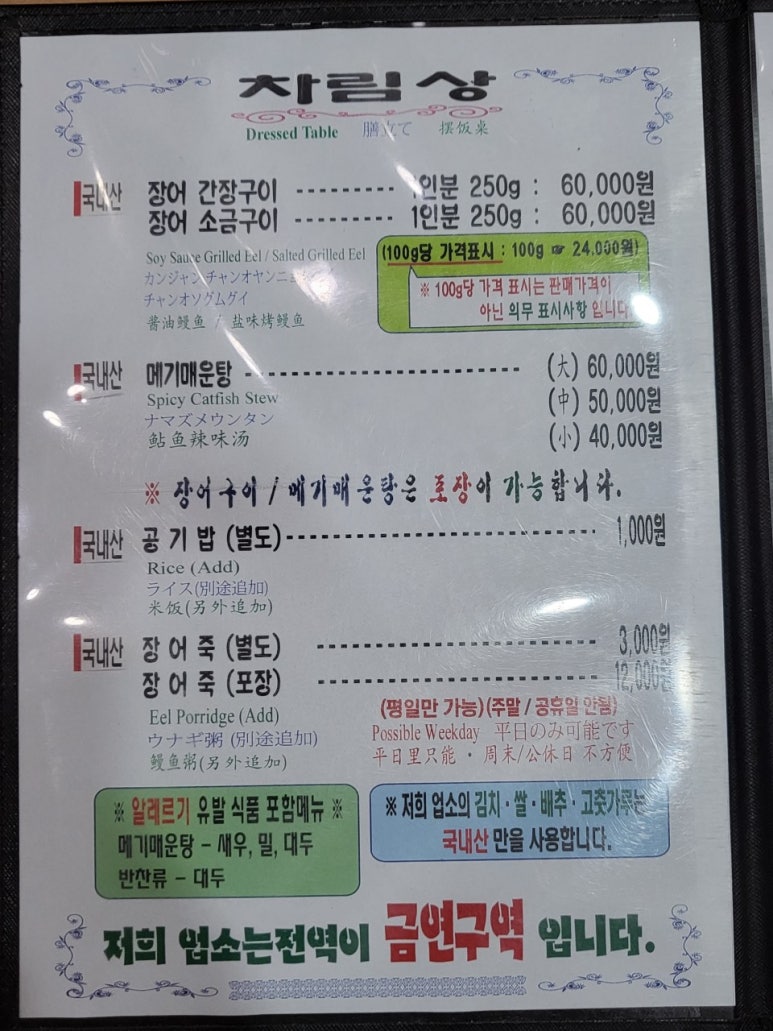 차림상
Dressed Table 膳立て 摆饭桌
국내산 장어 간장구이 1인분 250g : 60,000원
장어 소금구이 1인분 250g : 60,000원
Soy Sauce Grilled Eel / Salted Grilled Eel
カンジャン チャンオヤンニョ
チャンオソグムグイ
酱油鳗鱼 / 盐味烤鳗鱼
(100g당 가격표시 : 100g ☞ 24,000원)
※ 100g당 가격 표시는 판매가격이
아닌 의무 표시사항 입니다
국내산 메기매운탕 (大) 60,000원
Spicy Catfish Stew (中) 50,000원
ナマズメウンタン
鲇鱼辣味汤 (小) 40,000원
※ 장어구이 / 메기매운탕은 포장이 가능합니다.
국내산 공기밥 (별도) 1,000원
Rice (Add)
ライス(別途追加)
米饭(另外追加)
국내산 장어죽 (별도) 3,000원
장어죽 (포장) 12,000원
(평일만 가능)(주말 / 공휴일 안됨)
Eel Porridge (Add) Possible Weekday 平日のみ可能です
ウナギ粥 (別途追加)
鳗鱼粥(另外追加) 平日里只能 · 周末/公休日 不方便
※ 알레르기 유발 식품 포함메뉴 ※
메기매운탕 - 새우, 밀, 대두
반찬류 - 대두
※ 저희 업소의 김치 · 쌀 · 배추 · 고춧가루는
국내산 만을 사용합니다.
저희 업소는전역이 금연구역 입니다.